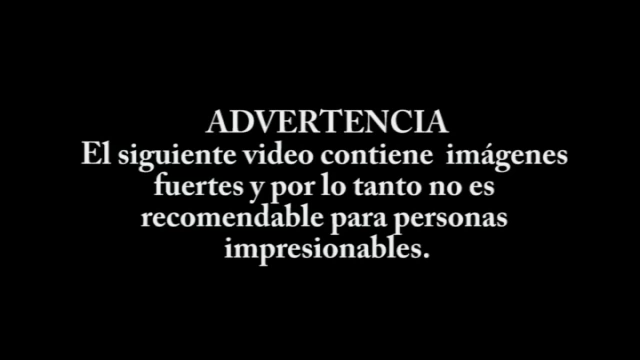 ADVERTENCIA
El siguiente video contiene imágenes
fuertes y por lo tanto no es
recomendable para personas
impresionables.